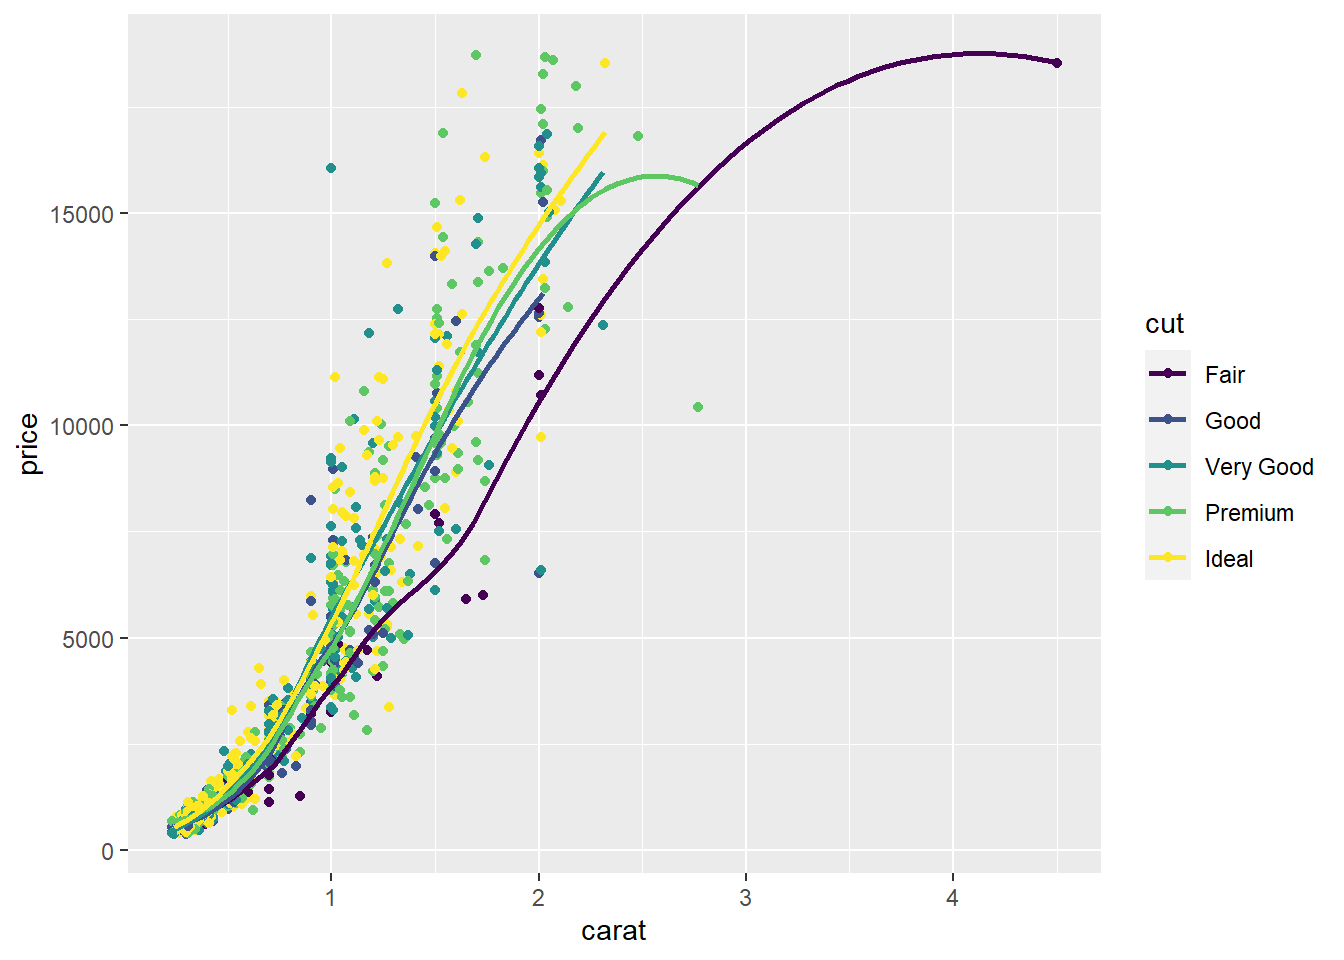 15000
10000
5000
0
1
2
3
4
carat
price
cut
Fair
Good
Very Good
Premium
Ideal